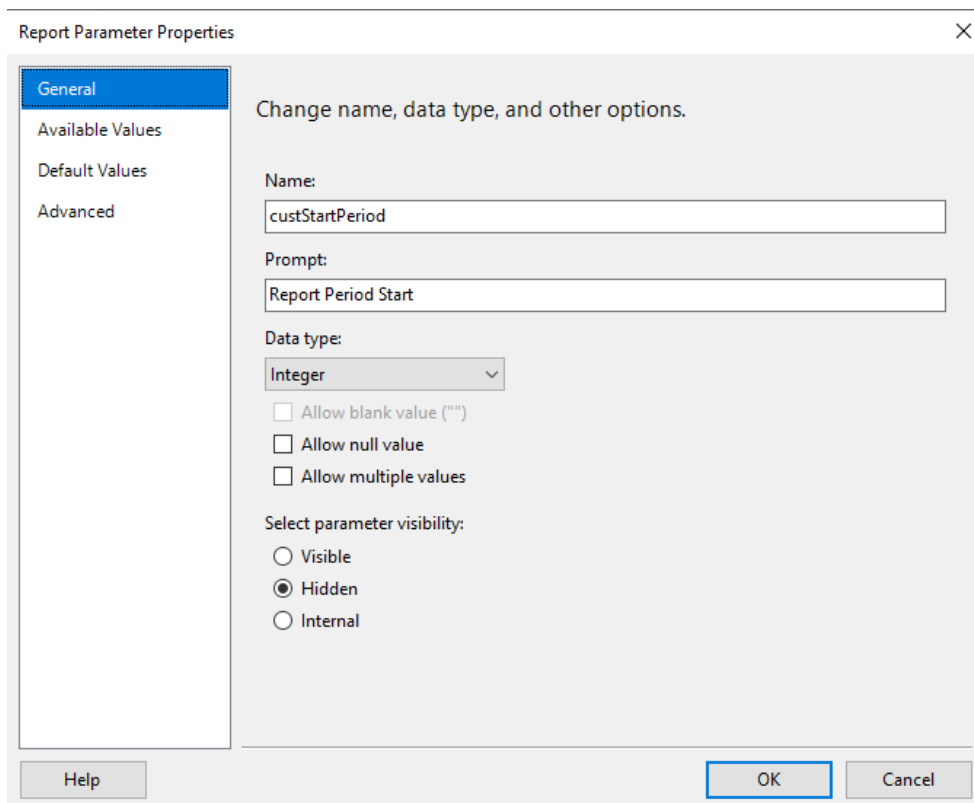 Report Parameter Properties
General
Available Values
Default Values
Advanced
Change name, data type, and other options.
Name:
custStartPeriod
Prompt:
Report Period Start
Data type:
Integer
Allow blank value ("")
Allow null value
Allow multiple values
Select parameter visibility:
Visible
Hidden
Internal
Help
OK
Cancel